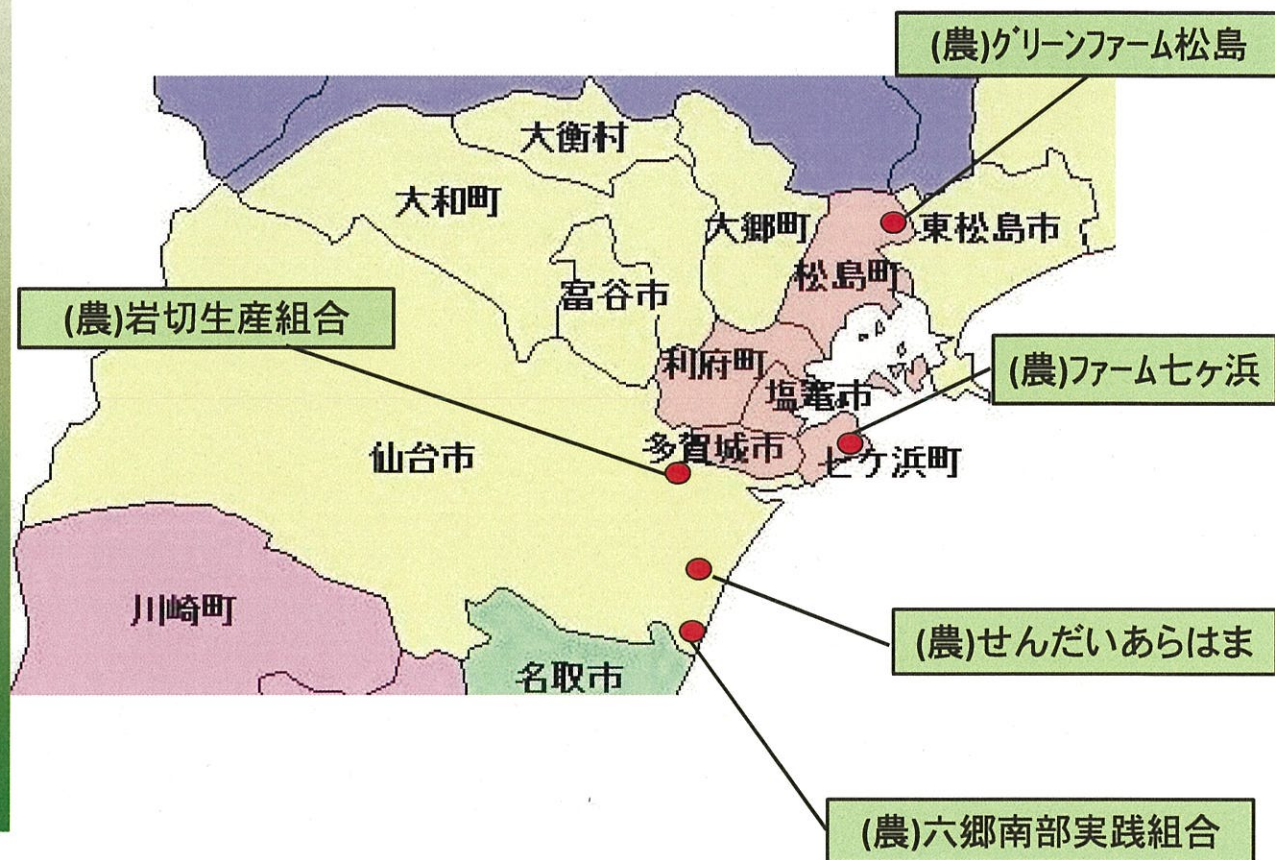 (農)グリーンファーム松島
大衡村
大和町
大郷町
東松島市
松島町
富谷市
(農)岩切生産組合
利府町
(農)ファーム七ヶ浜
塩竈市
多賀城市
仙台市
七ケ浜町
川崎町
(農)せんだいあらはま
名取市
(農)六郷南部実践組合